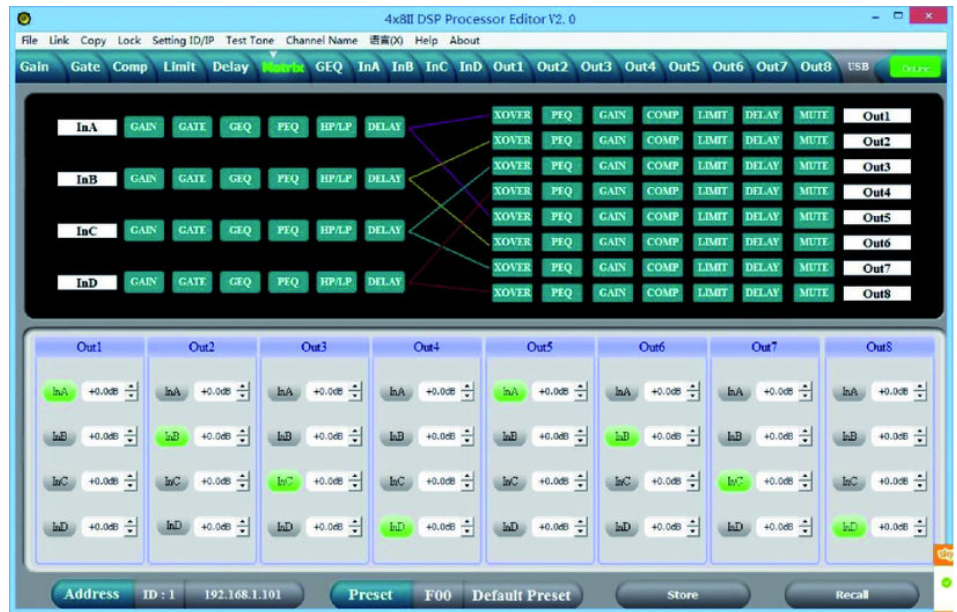 4x8II DSP Processor Editor V2. 0
File Link Copy Lock Setting ID/IP Test Tone Channel Name 语言(X) Help About
Gain Gate Comp Limit Delay Matrix GEQ InA InB InC InD Out1 Out2 Out3 Out4 Out5 Out6 Out7 Out8 USB OnLine
XOVER PEQ GAIN COMP LIMIT DELAY MUTE Out1
InA GAIN GATE GEQ PEQ HP/LP DELAY
XOVER PEQ GAIN COMP LIMIT DELAY MUTE Out2
XOVER PEQ GAIN COMP LIMIT DELAY MUTE Out3
InB GAIN GATE GEQ PEQ HP/LP DELAY
XOVER PEQ GAIN COMP LIMIT DELAY MUTE Out4
XOVER PEQ GAIN COMP LIMIT DELAY MUTE Out5
InC GAIN GATE GEQ PEQ HP/LP DELAY
XOVER PEQ GAIN COMP LIMIT DELAY MUTE Out6
XOVER PEQ GAIN COMP LIMIT DELAY MUTE Out7
InD GAIN GATE GEQ PEQ HP/LP DELAY
XOVER PEQ GAIN COMP LIMIT DELAY MUTE Out8
Out1 Out2 Out3 Out4 Out5 Out6 Out7 Out8
InA +0.0dB InA +0.0dB InA +0.0dB InA +0.0dB InA +0.0dB InA +0.0dB InA +0.0dB InA +0.0dB
InB +0.0dB InB +0.0dB InB +0.0dB InB +0.0dB InB +0.0dB InB +0.0dB InB +0.0dB InB +0.0dB
InC +0.0dB InC +0.0dB InC +0.0dB InC +0.0dB InC +0.0dB InC +0.0dB InC +0.0dB InC +0.0dB
InD +0.0dB InD +0.0dB InD +0.0dB InD +0.0dB InD +0.0dB InD +0.0dB InD +0.0dB InD +0.0dB
Address ID : 1 192.168.1.101 Preset F00 Default Preset Store Recall